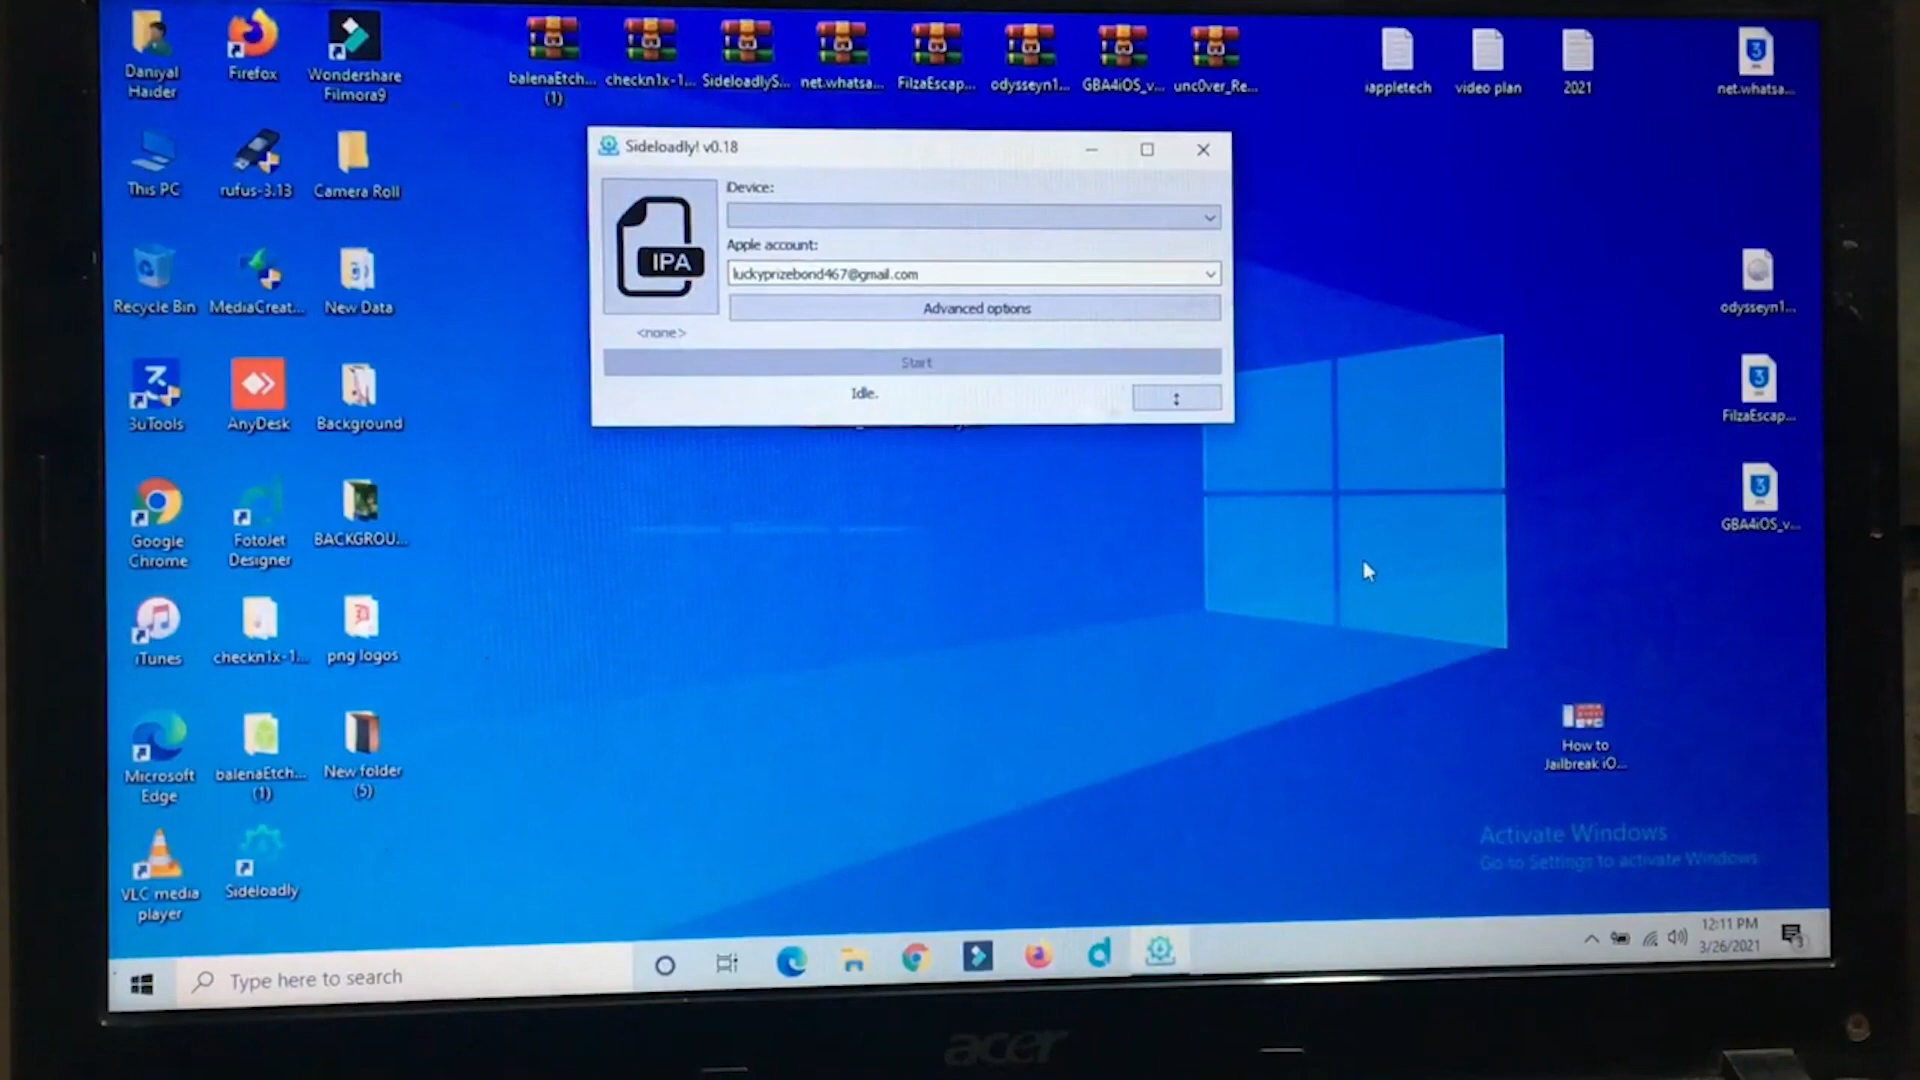 Daniyal
Haider
Firefox
Wondershare
Filmora9
balenaEtch...
(1)
checkn1x-1...
SideloadlyS...
net.whatsa...
FilzaEscap...
odysseyn1...
GBA4iOS_v...
unc0ver_Re...
iappletech
video plan
2021
net.whatsa...
This PC
rufus-3.13
Camera Roll
Recycle Bin
MediaCreat...
New Data
3uTools
AnyDesk
Background
Google
Chrome
FotoJet
Designer
BACKGROU...
iTunes
checkn1x-1...
png logos
Microsoft
Edge
balenaEtch...
(1)
New folder
(5)
VLC media
player
Sideloadly
Sideloadly! v0.18
IPA
<none>
iDevice:
Apple account:
luckyprizebond467@gmail.com
Advanced options
Start
Idle.
odysseyn1...
FilzaEscap...
GBA4iOS_v...
How to
Jailbreak iO...
Activate Windows
Go to Settings to activate Windows.
Type here to search
12:11 PM
3/26/2021
3
acer